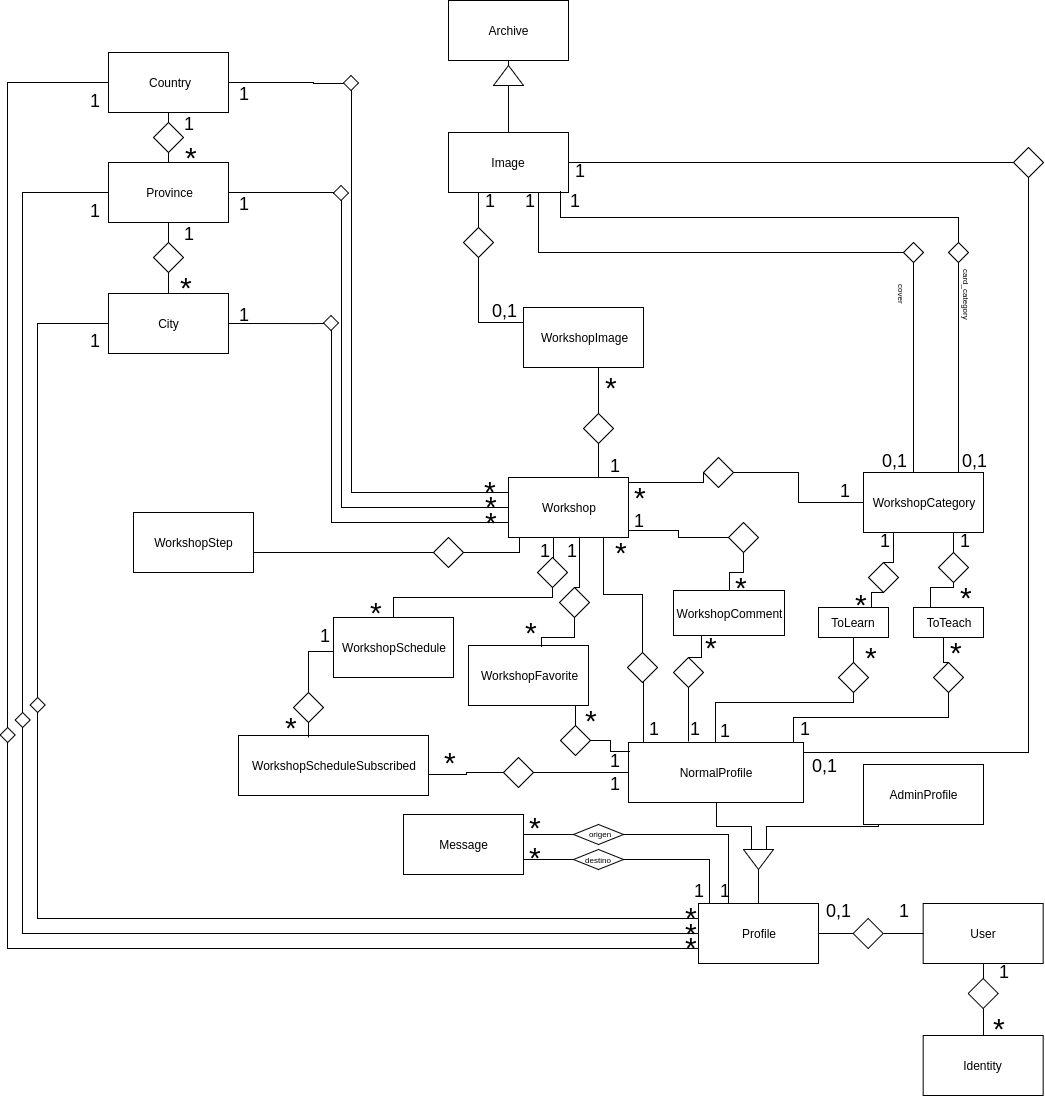 Archive
Country
1
1
1
*
Image
1
Province
1
1
1
1
1
1
*
cover
card_category
City
1
1
0,1
WorkshopImage
*
1
0,1
0,1
*
*
*
*
Workshop
1
WorkshopCategory
WorkshopStep
1
1
1
*
1
1
*
*
WorkshopComment
*
*
ToLearn
ToTeach
*
1
WorkshopSchedule
*
WorkshopFavorite
*
*
*
*
*
1
1
1
1
WorkshopScheduleSubscribed
*
1
1
NormalProfile
0,1
AdminProfile
Message
*
origen
*
destino
1
1
*
*
*
Profile
0,1
1
User
1
*
Identity